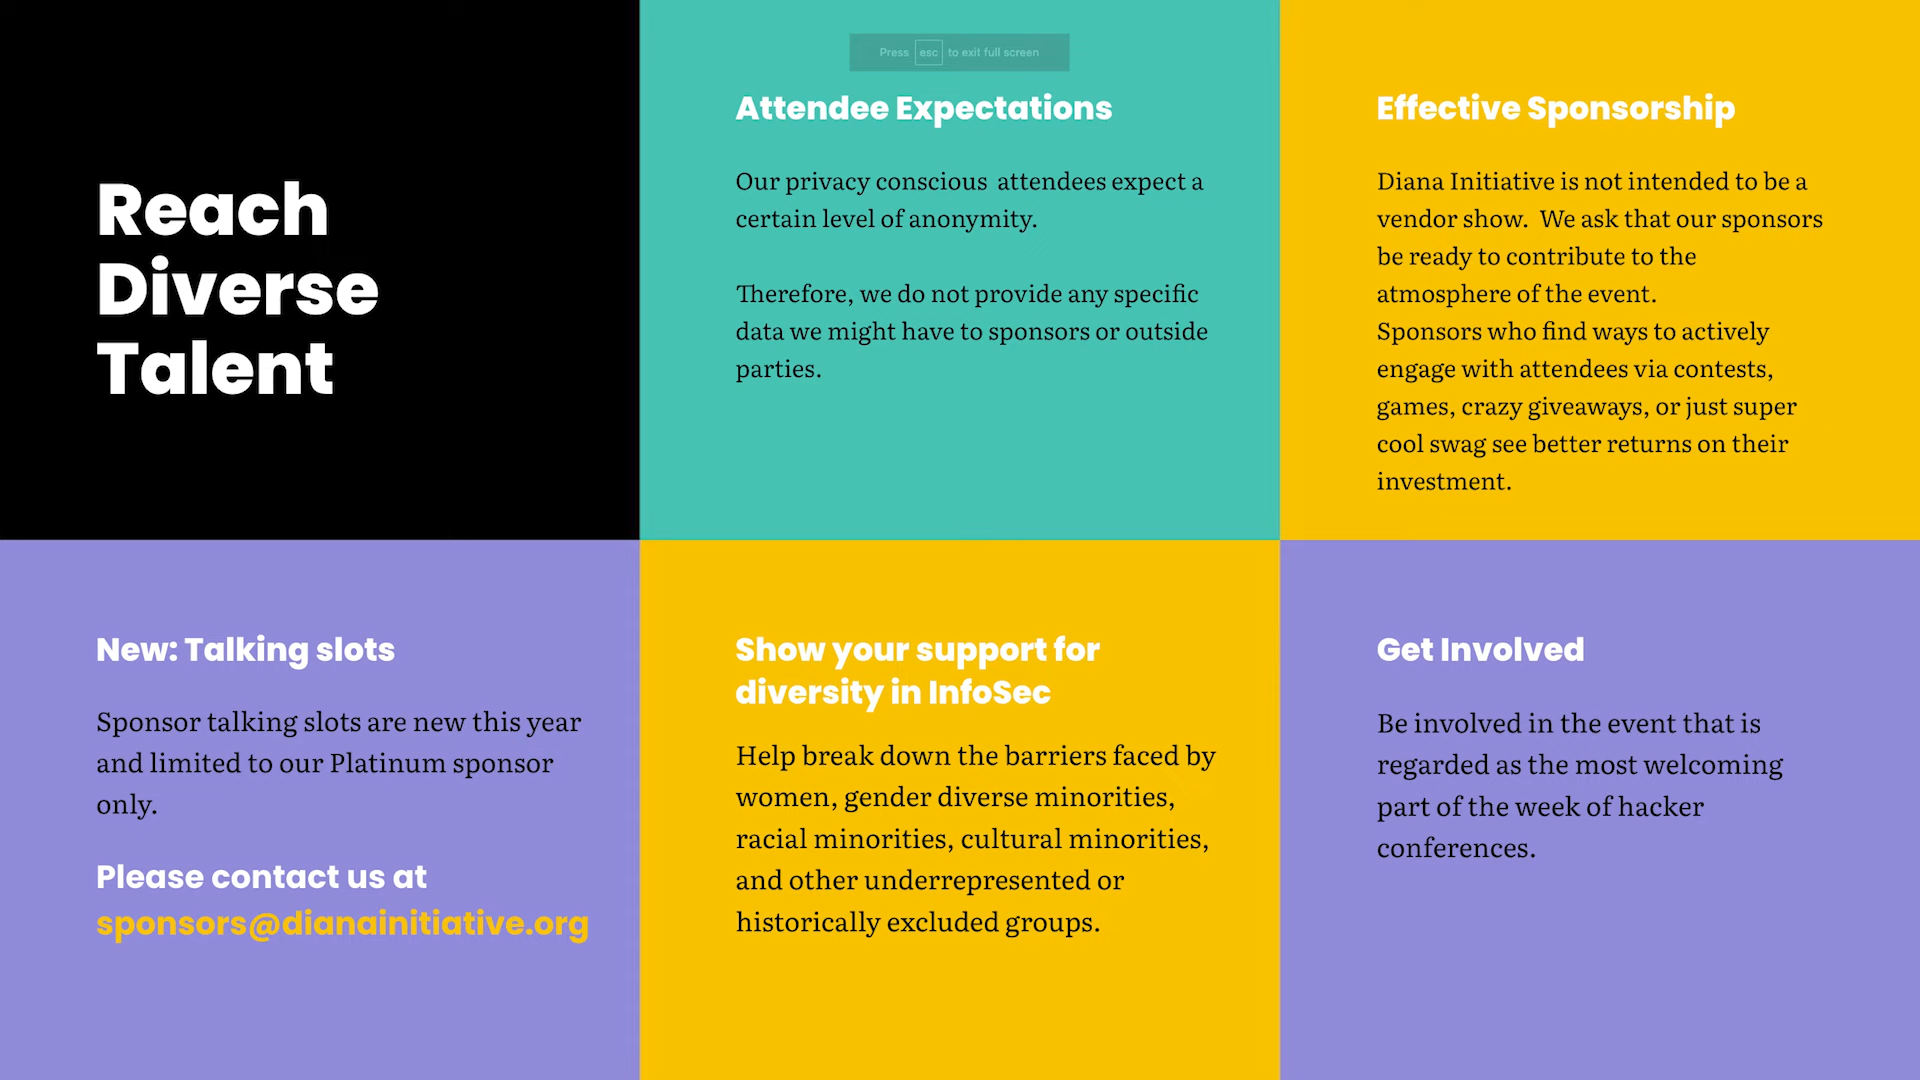 Press esc to exit full screen
Reach
Diverse
Talent
Attendee Expectations
Our privacy conscious attendees expect a
certain level of anonymity.
Therefore, we do not provide any specific
data we might have to sponsors or outside
parties.
Effective Sponsorship
Diana Initiative is not intended to be a
vendor show. We ask that our sponsors
be ready to contribute to the
atmosphere of the event.
Sponsors who find ways to actively
engage with attendees via contests,
games, crazy giveaways, or just super
cool swag see better returns on their
investment.
New: Talking slots
Sponsor talking slots are new this year
and limited to our Platinum sponsor
only.
Please contact us at
sponsors@dianainitiative.org
Show your support for
diversity in InfoSec
Help break down the barriers faced by
women, gender diverse minorities,
racial minorities, cultural minorities,
and other underrepresented or
historically excluded groups.
Get Involved
Be involved in the event that is
regarded as the most welcoming
part of the week of hacker
conferences.